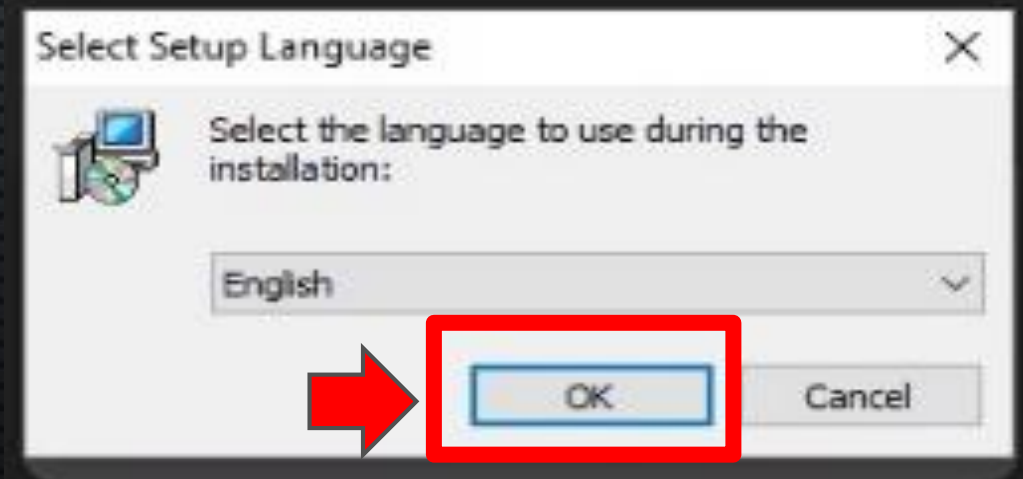 Select Setup Language
Select the language to use during the
installation:
English
OK
Cancel